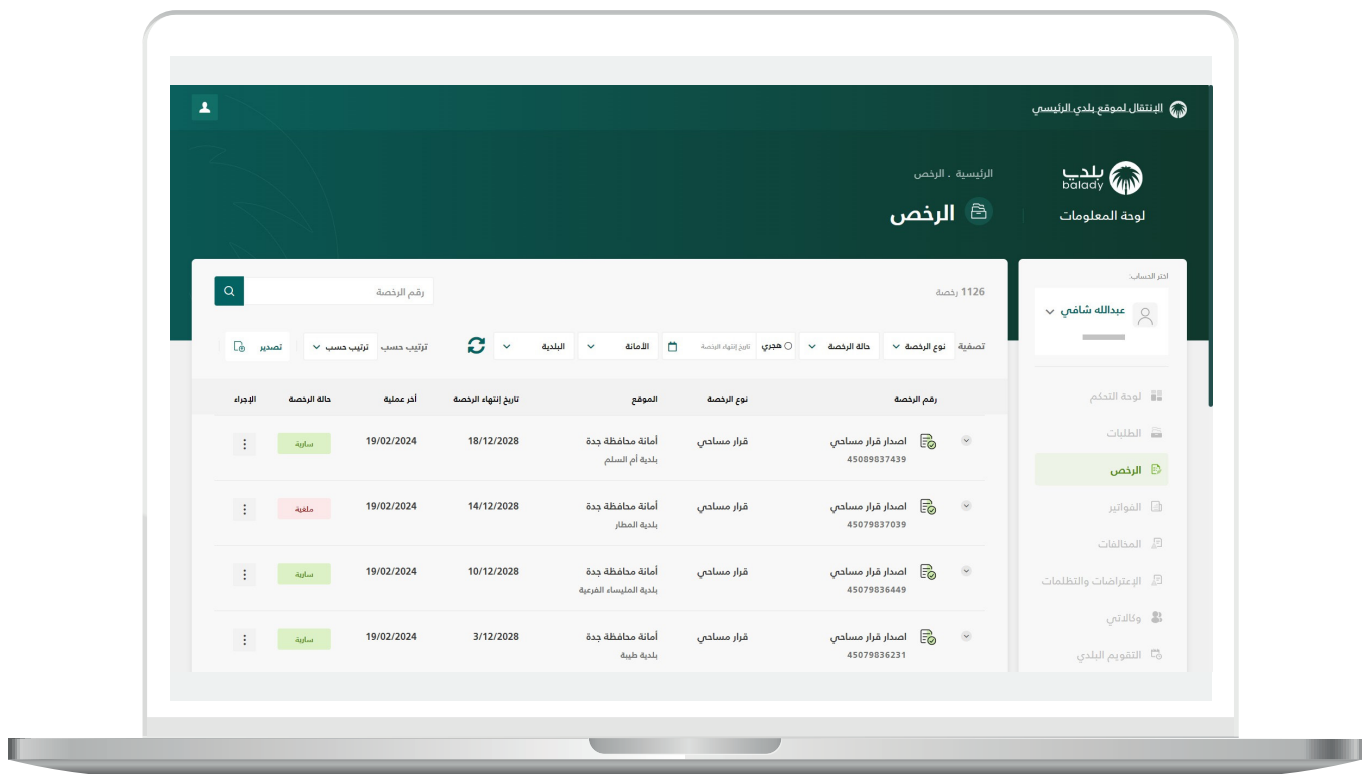 الإنتقال لموقع بلدي الرئيسي
بلدي
balady
لوحة المعلومات
الرئيسية . الرخص
الرخص
اختر الحساب:
عبدالله شافي
لوحة التحكم
الطلبات
الرخص
الفواتير
المخالفات
الإعتراضات والتظلمات
وكالاتي
التقويم البلدي
1126 رخصة
رقم الرخصة
تصفية نوع الرخصة حالة الرخصة هجري تاريخ إنتهاء الرخصة الأمانة البلدية ترتيب حسب ترتيب حسب تصدير
رقم الرخصة نوع الرخصة الموقع تاريخ إنتهاء الرخصة أخر عملية حالة الرخصة الإجراء
اصدار قرار مساحي قرار مساحي أمانة محافظة جدة 18/12/2028 19/02/2024 سارية
45089837439 بلدية أم السلم
اصدار قرار مساحي قرار مساحي أمانة محافظة جدة 14/12/2028 19/02/2024 ملغية
45079837039 بلدية المطار
اصدار قرار مساحي قرار مساحي أمانة محافظة جدة 10/12/2028 19/02/2024 سارية
45079836449 بلدية المليساء الفرعية
اصدار قرار مساحي قرار مساحي أمانة محافظة جدة 3/12/2028 19/02/2024 سارية
45079836231 بلدية طيبة